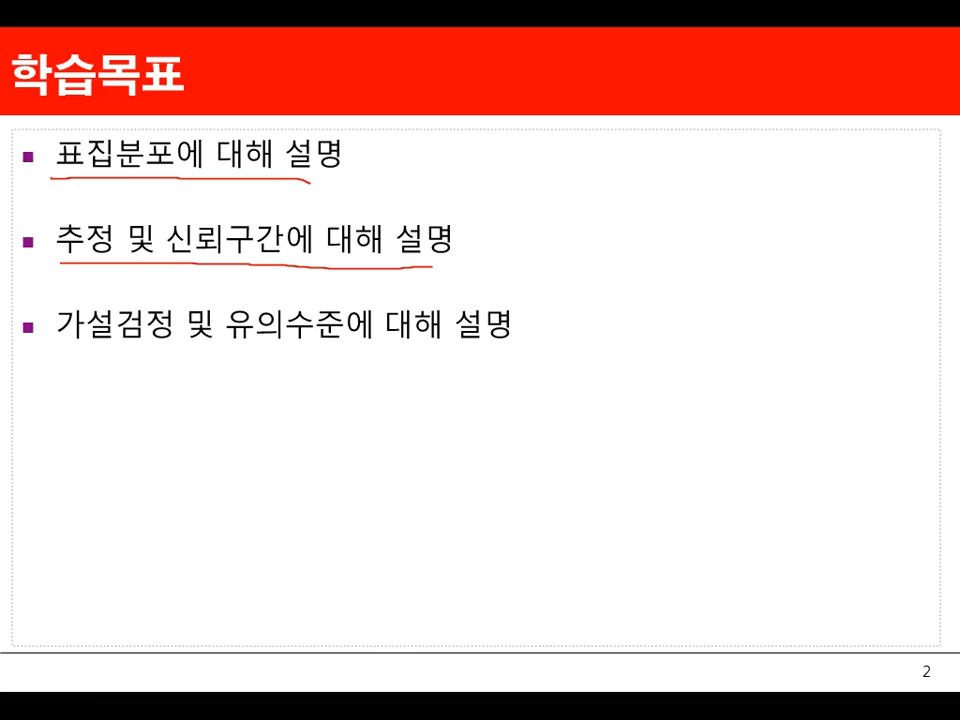 학습목표
▪ 표집분포에 대해 설명
▪ 추정 및 신뢰구간에 대해 설명
▪ 가설검정 및 유의수준에 대해 설명
2